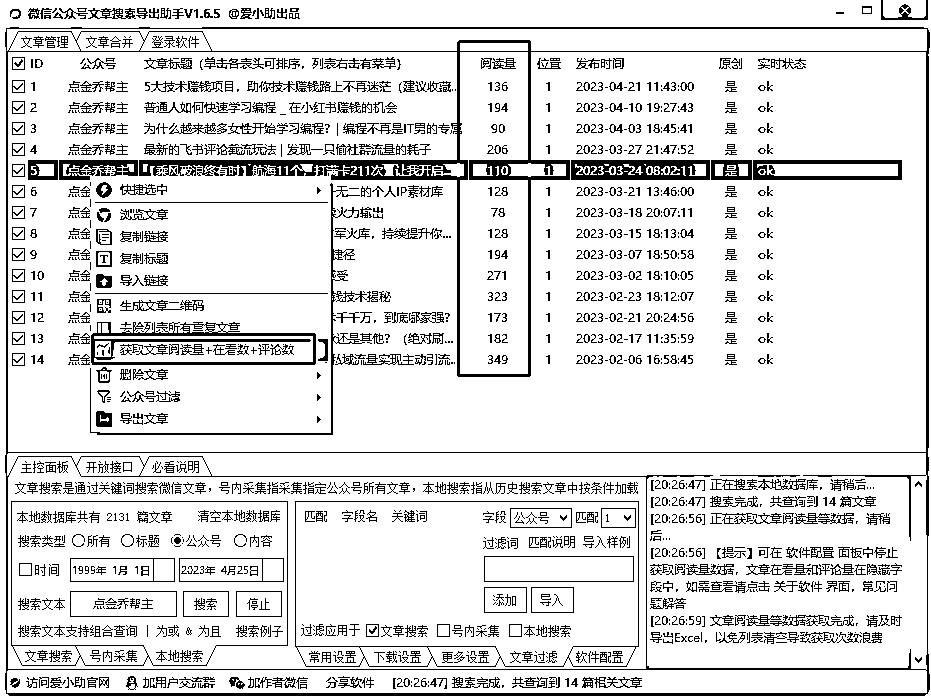 微信公众号文章搜索导出助手V1.6.5 @爱小助出品
文章管理 文章合并 登录软件
ID 公众号 文章标题（单击各表头可排序，列表右击有菜单） 阅读量 位置 发布时间 原创 实时状态
1 点金乔帮主 5大技术赚钱项目，助你技术赚钱路上不再迷茫（建议收藏... 136 1 2023-04-21 11:43:00 是 ok
2 点金乔帮主 普通人如何快速学习编程_在小红书赚钱的机会 194 1 2023-04-10 19:27:43 是 ok
3 点金乔帮主 为什么越来越多女性开始学习编程？| 编程不再是IT男的专属 90 1 2023-04-03 18:45:41 是 ok
4 点金乔帮主 最新的飞书评论截流玩法 | 发现一只偷社群流量的耗子 206 1 2023-03-27 21:47:52 是 ok
5 点金乔帮主 【乘风破浪终有时】航海11个，打满卡211次（让我开启... 110 1 2023-03-24 08:02:11 是 ok
6 点金 无二的个人IP素材库 128 1 2023-03-21 13:46:00 是 ok
7 点金 火力输出 78 1 2023-03-18 20:07:11 是 ok
8 点金 军火库，持续提升你... 128 1 2023-03-15 18:13:04 是 ok
9 点金 捷径 194 1 2023-03-07 18:50:58 是 ok
10 点金 感受 271 1 2023-03-02 18:10:05 是 ok
11 点金 钱技术揭秘 323 1 2023-02-23 18:12:07 是 ok
12 点金 千千万，到底哪家强？ 173 1 2023-02-21 20:24:56 是 ok
13 点金 还是其他？（绝对刷... 182 1 2023-02-17 11:35:59 是 ok
14 点金 私域流量实现主动引流... 349 1 2023-02-06 16:58:45 是 ok
快捷选中
浏览文章
复制链接
复制标题
导入链接
生成文章二维码
去除列表所有重复文章
获取文章阅读量+在看数+评论数
删除文章
公众号过滤
导出文章
主控面板 开放接口 必看说明
文章搜索是通过关键词搜索微信文章，号内采集指采集指定公众号所有文章，本地搜索指从历史搜索文章中按条件加载
本地数据库共有 2131 篇文章 清空本地数据库
搜索类型 所有 标题 公众号 内容
时间 1999年 1月 1日 2023年 4月25日
搜索文本 点金乔帮主 搜索 停止
搜索文本支持组合查询 | 为或 & 为且 搜索例子
文章搜索 号内采集 本地搜索
匹配 字段名 关键词
字段 公众号 匹配 1
过滤词 匹配说明 导入样例
添加 导入
过滤应用于 文章搜索 号内采集 本地搜索
常用设置 下载设置 更多设置 文章过滤 软件配置
[20:26:47] 正在搜索本地数据库，请稍后...
[20:26:47] 搜索完成，共查询到 14 篇文章
[20:26:56] 正在获取文章阅读量等数据，请稍
后...
[20:26:56] 【提示】可在 软件配置 面板中停止
获取阅读量数据，文章在看量和评论量在隐藏字
段中，如需查看请点击 关于软件 界面，常见问
题解答
[20:26:59] 文章阅读量等数据获取完成，请及时
导出Excel，以免列表清空导致获取次数浪费
访问爱小助官网 加用户交流群 加作者微信 分享软件 [20:26:47] 搜索完成，共查询到 14 篇相关文章